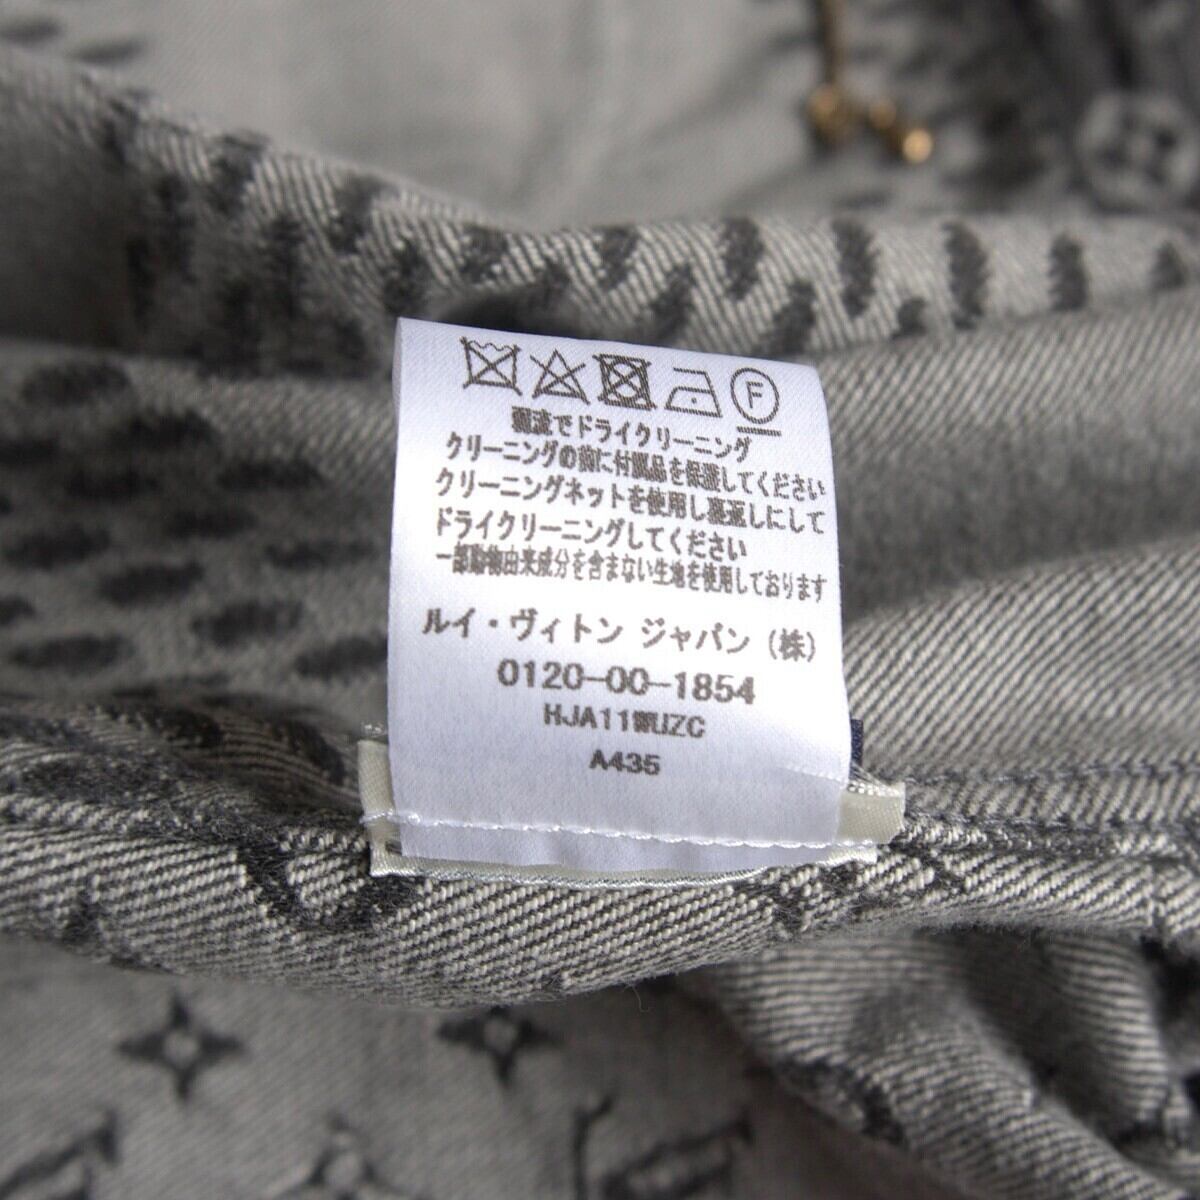 F
弱流でドライクリーニング
クリーニングの前に付属品を保護してください
クリーニングネットを使用し裏返しにして
ドライクリーニングしてください
一部動物由来成分を含まない生地を使用しております
ルイ・ヴィトン ジャパン (株)
0120-00-1854
HJA11WUZC
A435